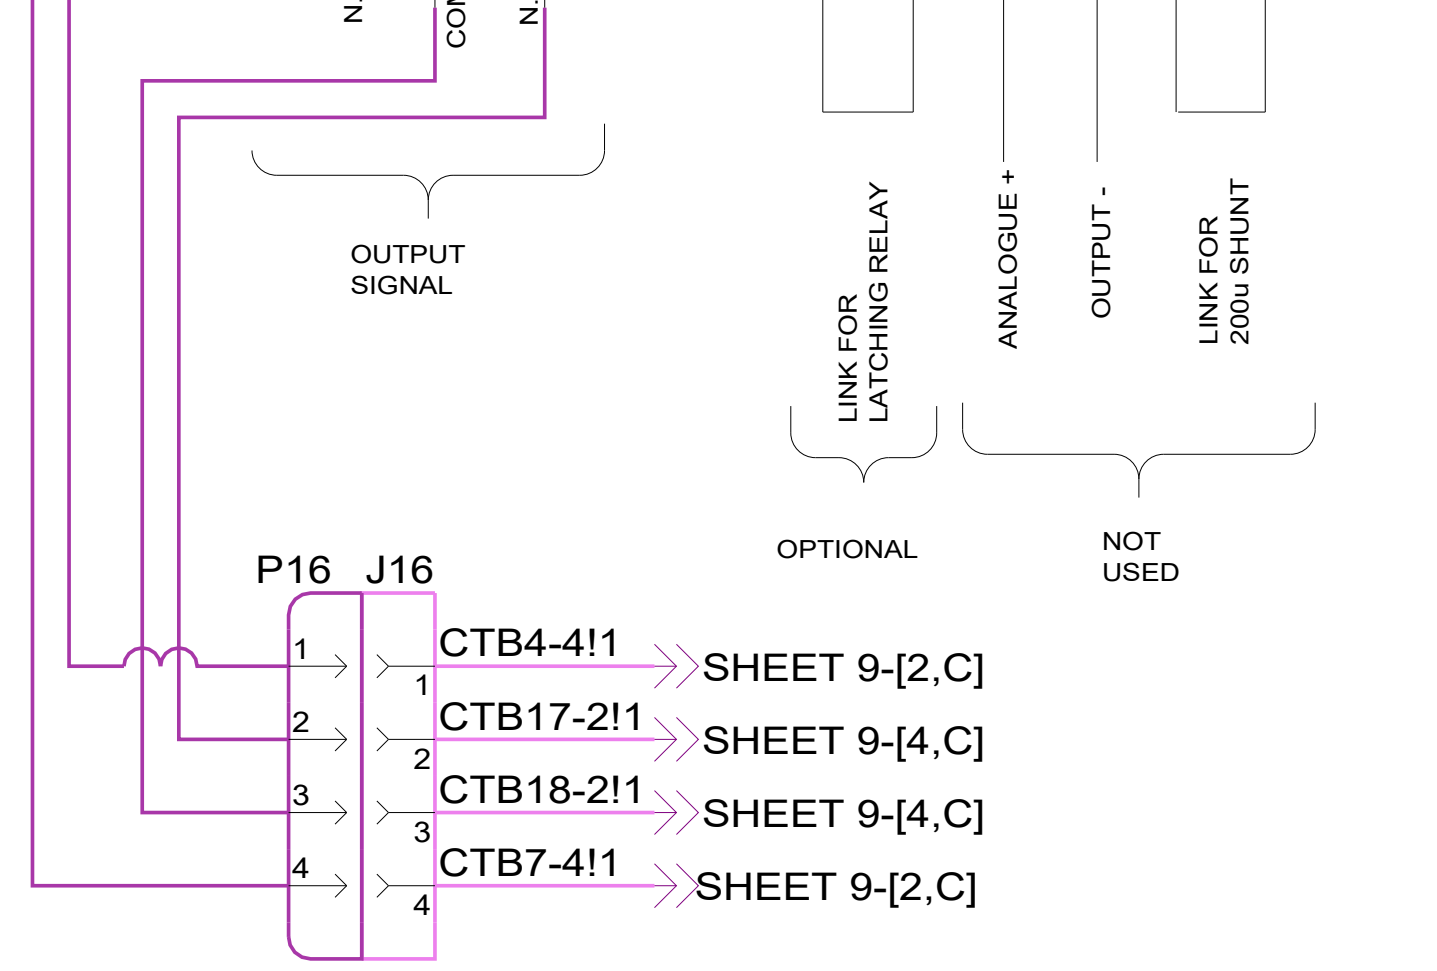 OUTPUT
SIGNAL
LINK FOR
LATCHING RELAY
ANALOGUE +
OUTPUT -
LINK FOR
200u SHUNT
OPTIONAL
NOT
USED
P16 J16
1 CTB4-4!1 SHEET 9-[2,C]
1
2 CTB17-2!1 SHEET 9-[4,C]
2
3 CTB18-2!1 SHEET 9-[4,C]
3
4 CTB7-4!1 SHEET 9-[2,C]
4